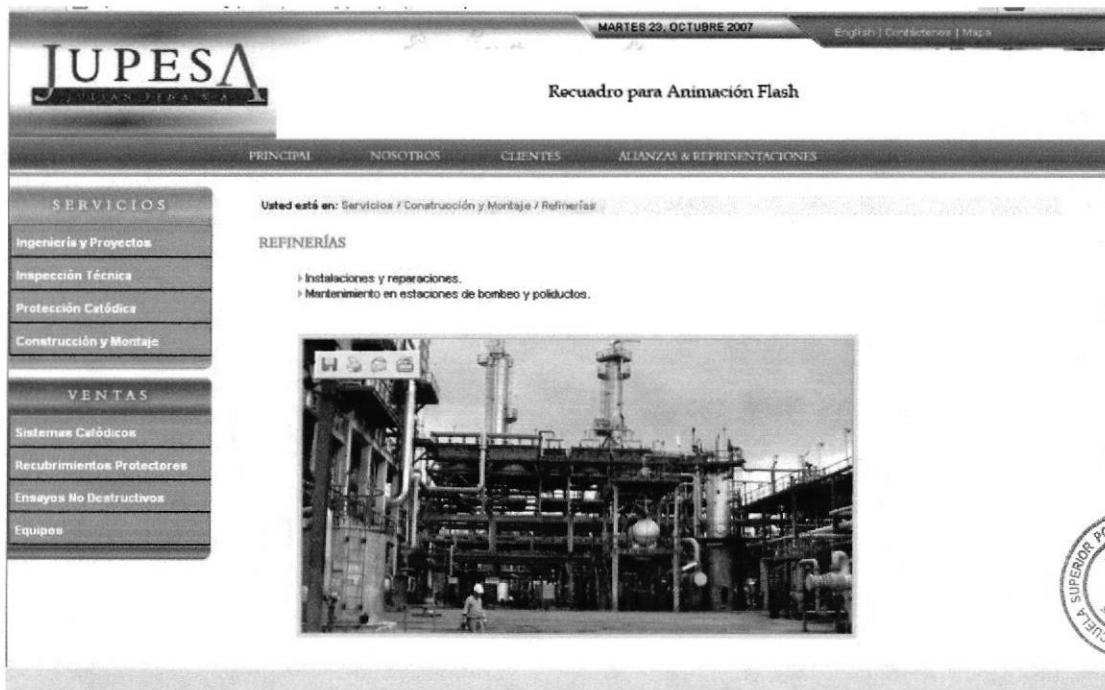 MARTES 23, OCTUBRE 2007
English | Contáctenos | Mapa
JUPESA
JULIAN PEÑA S.A.
Recuadro para Animación Flash
PRINCIPAL NOSOTROS CLIENTES ALIANZAS & REPRESENTACIONES
SERVICIOS
Ingeniería y Proyectos
Inspección Técnica
Protección Catódica
Construcción y Montaje
VENTAS
Sistemas Catódicos
Recubrimientos Protectores
Ensayos No Destructivos
Equipos
Usted está en: Servicios / Construcción y Montaje / Refinerías
REFINERÍAS
Instalaciones y reparaciones.
Mantenimiento en estaciones de bombeo y poliductos.
SUPERIOR